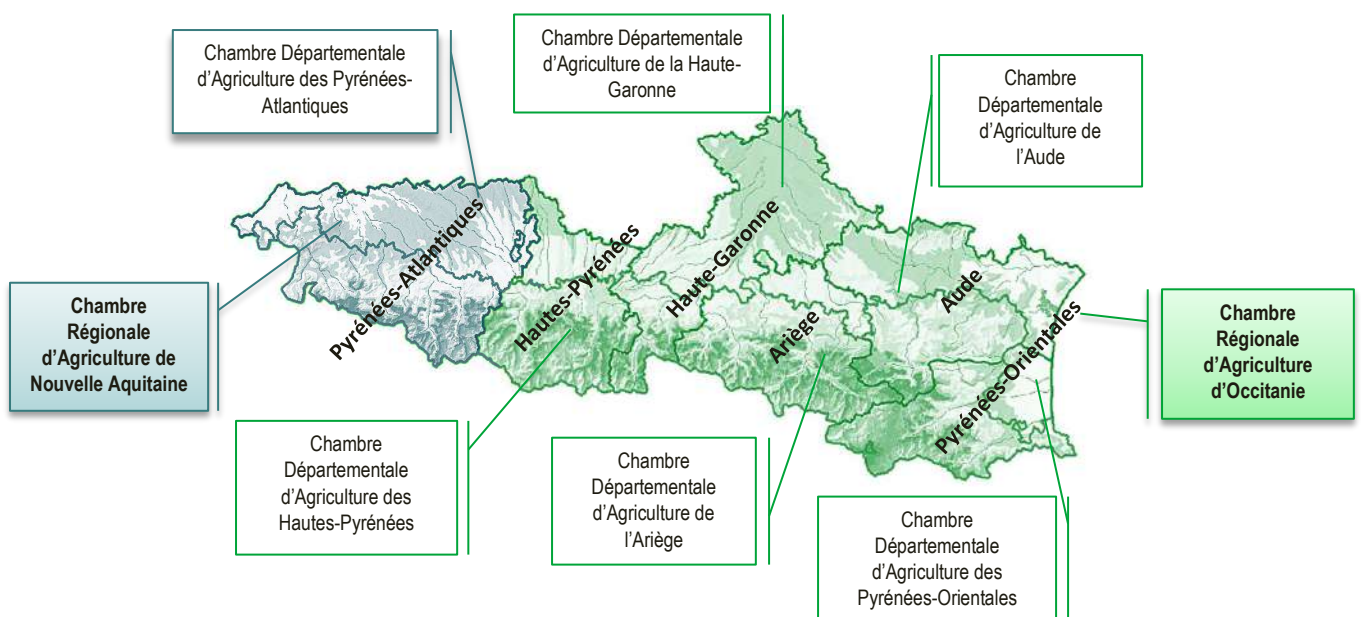 Chambre Départementale
d'Agriculture des Pyrénées-
Atlantiques
Chambre Départementale
d'Agriculture de la Haute-
Garonne
Chambre
Départementale
d'Agriculture de
l'Aude
Pyrénées-Atlantiques
Hautes-Pyrénées
Haute-Garonne
Ariège
Aude
Pyrénées-Orientales
Chambre
Régionale
d'Agriculture de
Nouvelle Aquitaine
Chambre
Régionale
d'Agriculture
d'Occitanie
Chambre
Départementale
d'Agriculture des
Hautes-Pyrénées
Chambre
Départementale
d'Agriculture de
l'Ariège
Chambre
Départementale
d'Agriculture des
Pyrénées-Orientales